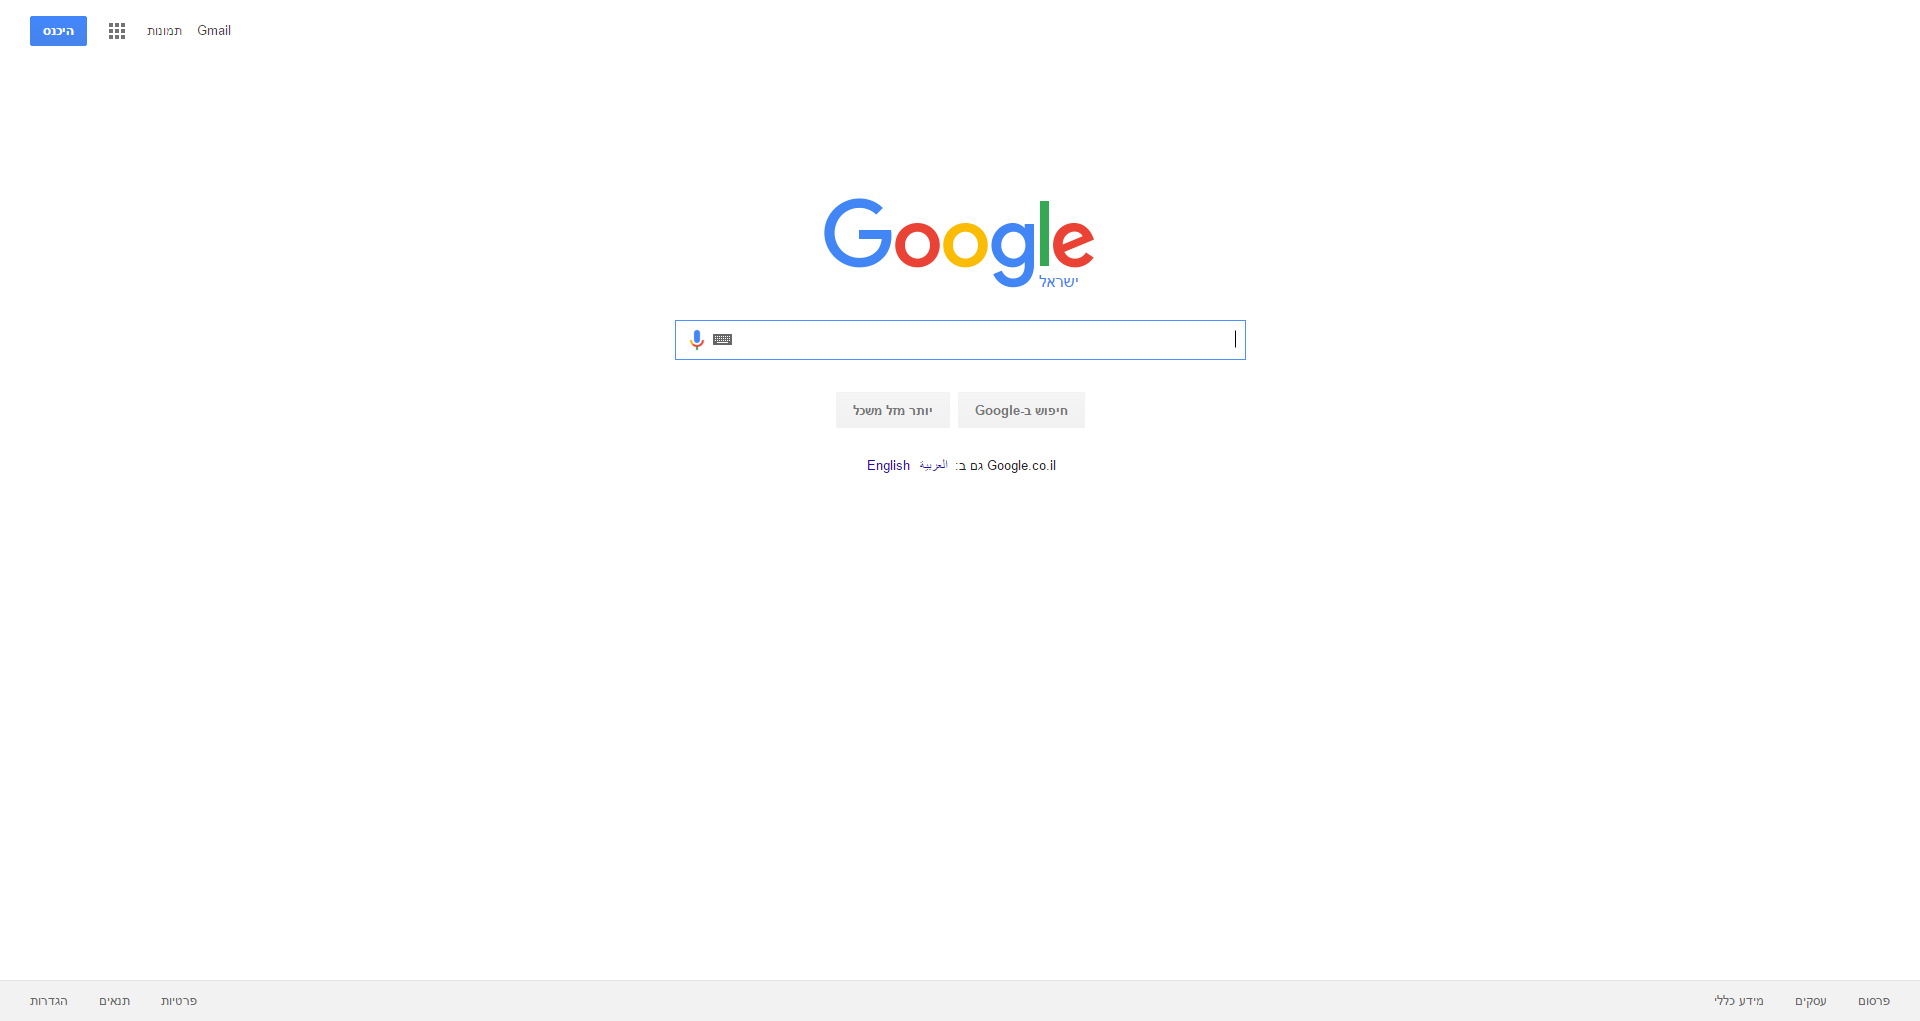 Gmail תמונות היכנס
Google
ישראל
חיפוש ב-Google יותר מזל משכל
Google.co.il גם ב: العربية English
פרסום עסקים מידע כללי פרטיות תנאים הגדרות